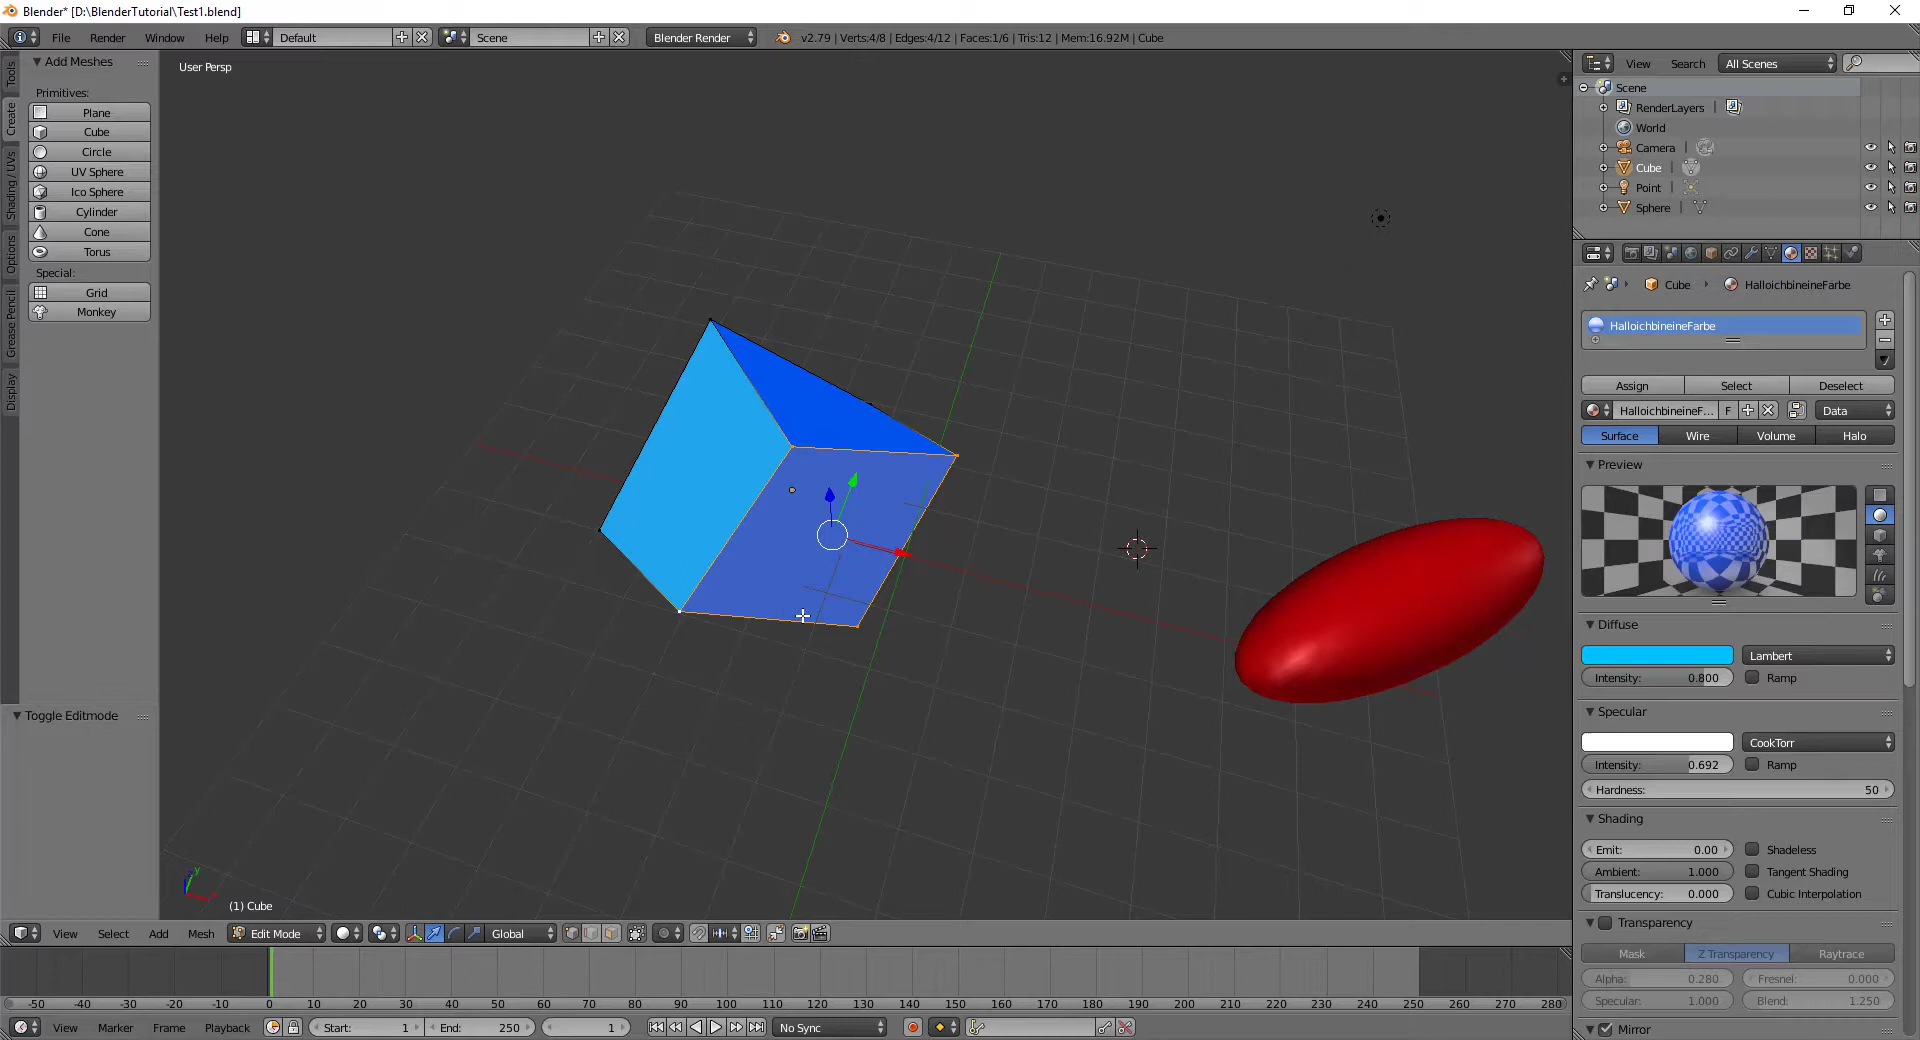 Blender* [D:\BlenderTutorial\Test1.blend]
File Render Window Help Default Scene Blender Render v2.79 | Verts:4/8 | Edges:4/12 | Faces:1/6 | Tris:12 | Mem:16.92M | Cube
Tools
Create
Shading / UVs
Options
Grease Pencil
Display
Add Meshes
Primitives:
Plane
Cube
Circle
UV Sphere
Ico Sphere
Cylinder
Cone
Torus
Special:
Grid
Monkey
Toggle Editmode
User Persp
y
x
(1) Cube
View Select Add Mesh Edit Mode Global
-50 -40 -30 -20 -10 0 10 20 30 40 50 60 70 80 90 100 110 120 130 140 150 160 170 180 190 200 210 220 230 240 250 260 270 280
View Marker Frame Playback Start: 1 End: 250 1 No Sync
View Search All Scenes
Scene
RenderLayers |
World
Camera |
Cube |
Point |
Sphere |
Cube HalloichbineineFarbe
HalloichbineineFarbe
Assign Select Deselect
HalloichbineineF... F Data
Surface Wire Volume Halo
Preview
Diffuse
Lambert
Intensity: 0.800 Ramp
Specular
CookTorr
Intensity: 0.692 Ramp
Hardness: 50
Shading
Emit: 0.00 Shadeless
Ambient: 1.000 Tangent Shading
Translucency: 0.000 Cubic Interpolation
Transparency
Mask Z Transparency Raytrace
Alpha: 0.280 Fresnel: 0.000
Specular: 1.000 Blend: 1.250
Mirror